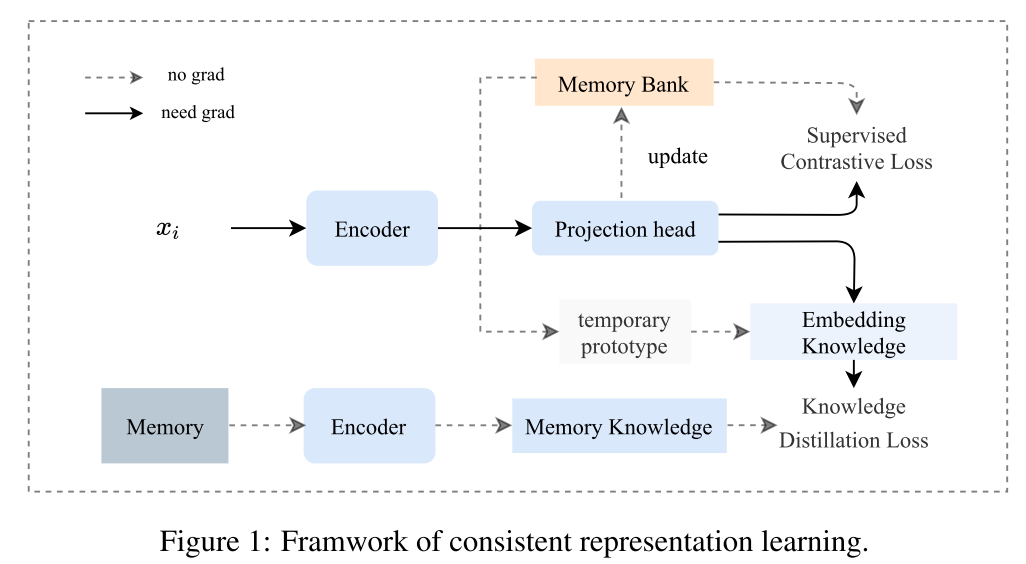 no grad
need grad
Memory Bank
update
Supervised
Contrastive Loss
x_i
Encoder
Projection head
temporary
prototype
Embedding
Knowledge
Memory
Encoder
Memory Knowledge
Knowledge
Distillation Loss
Figure 1: Framwork of consistent representation learning.